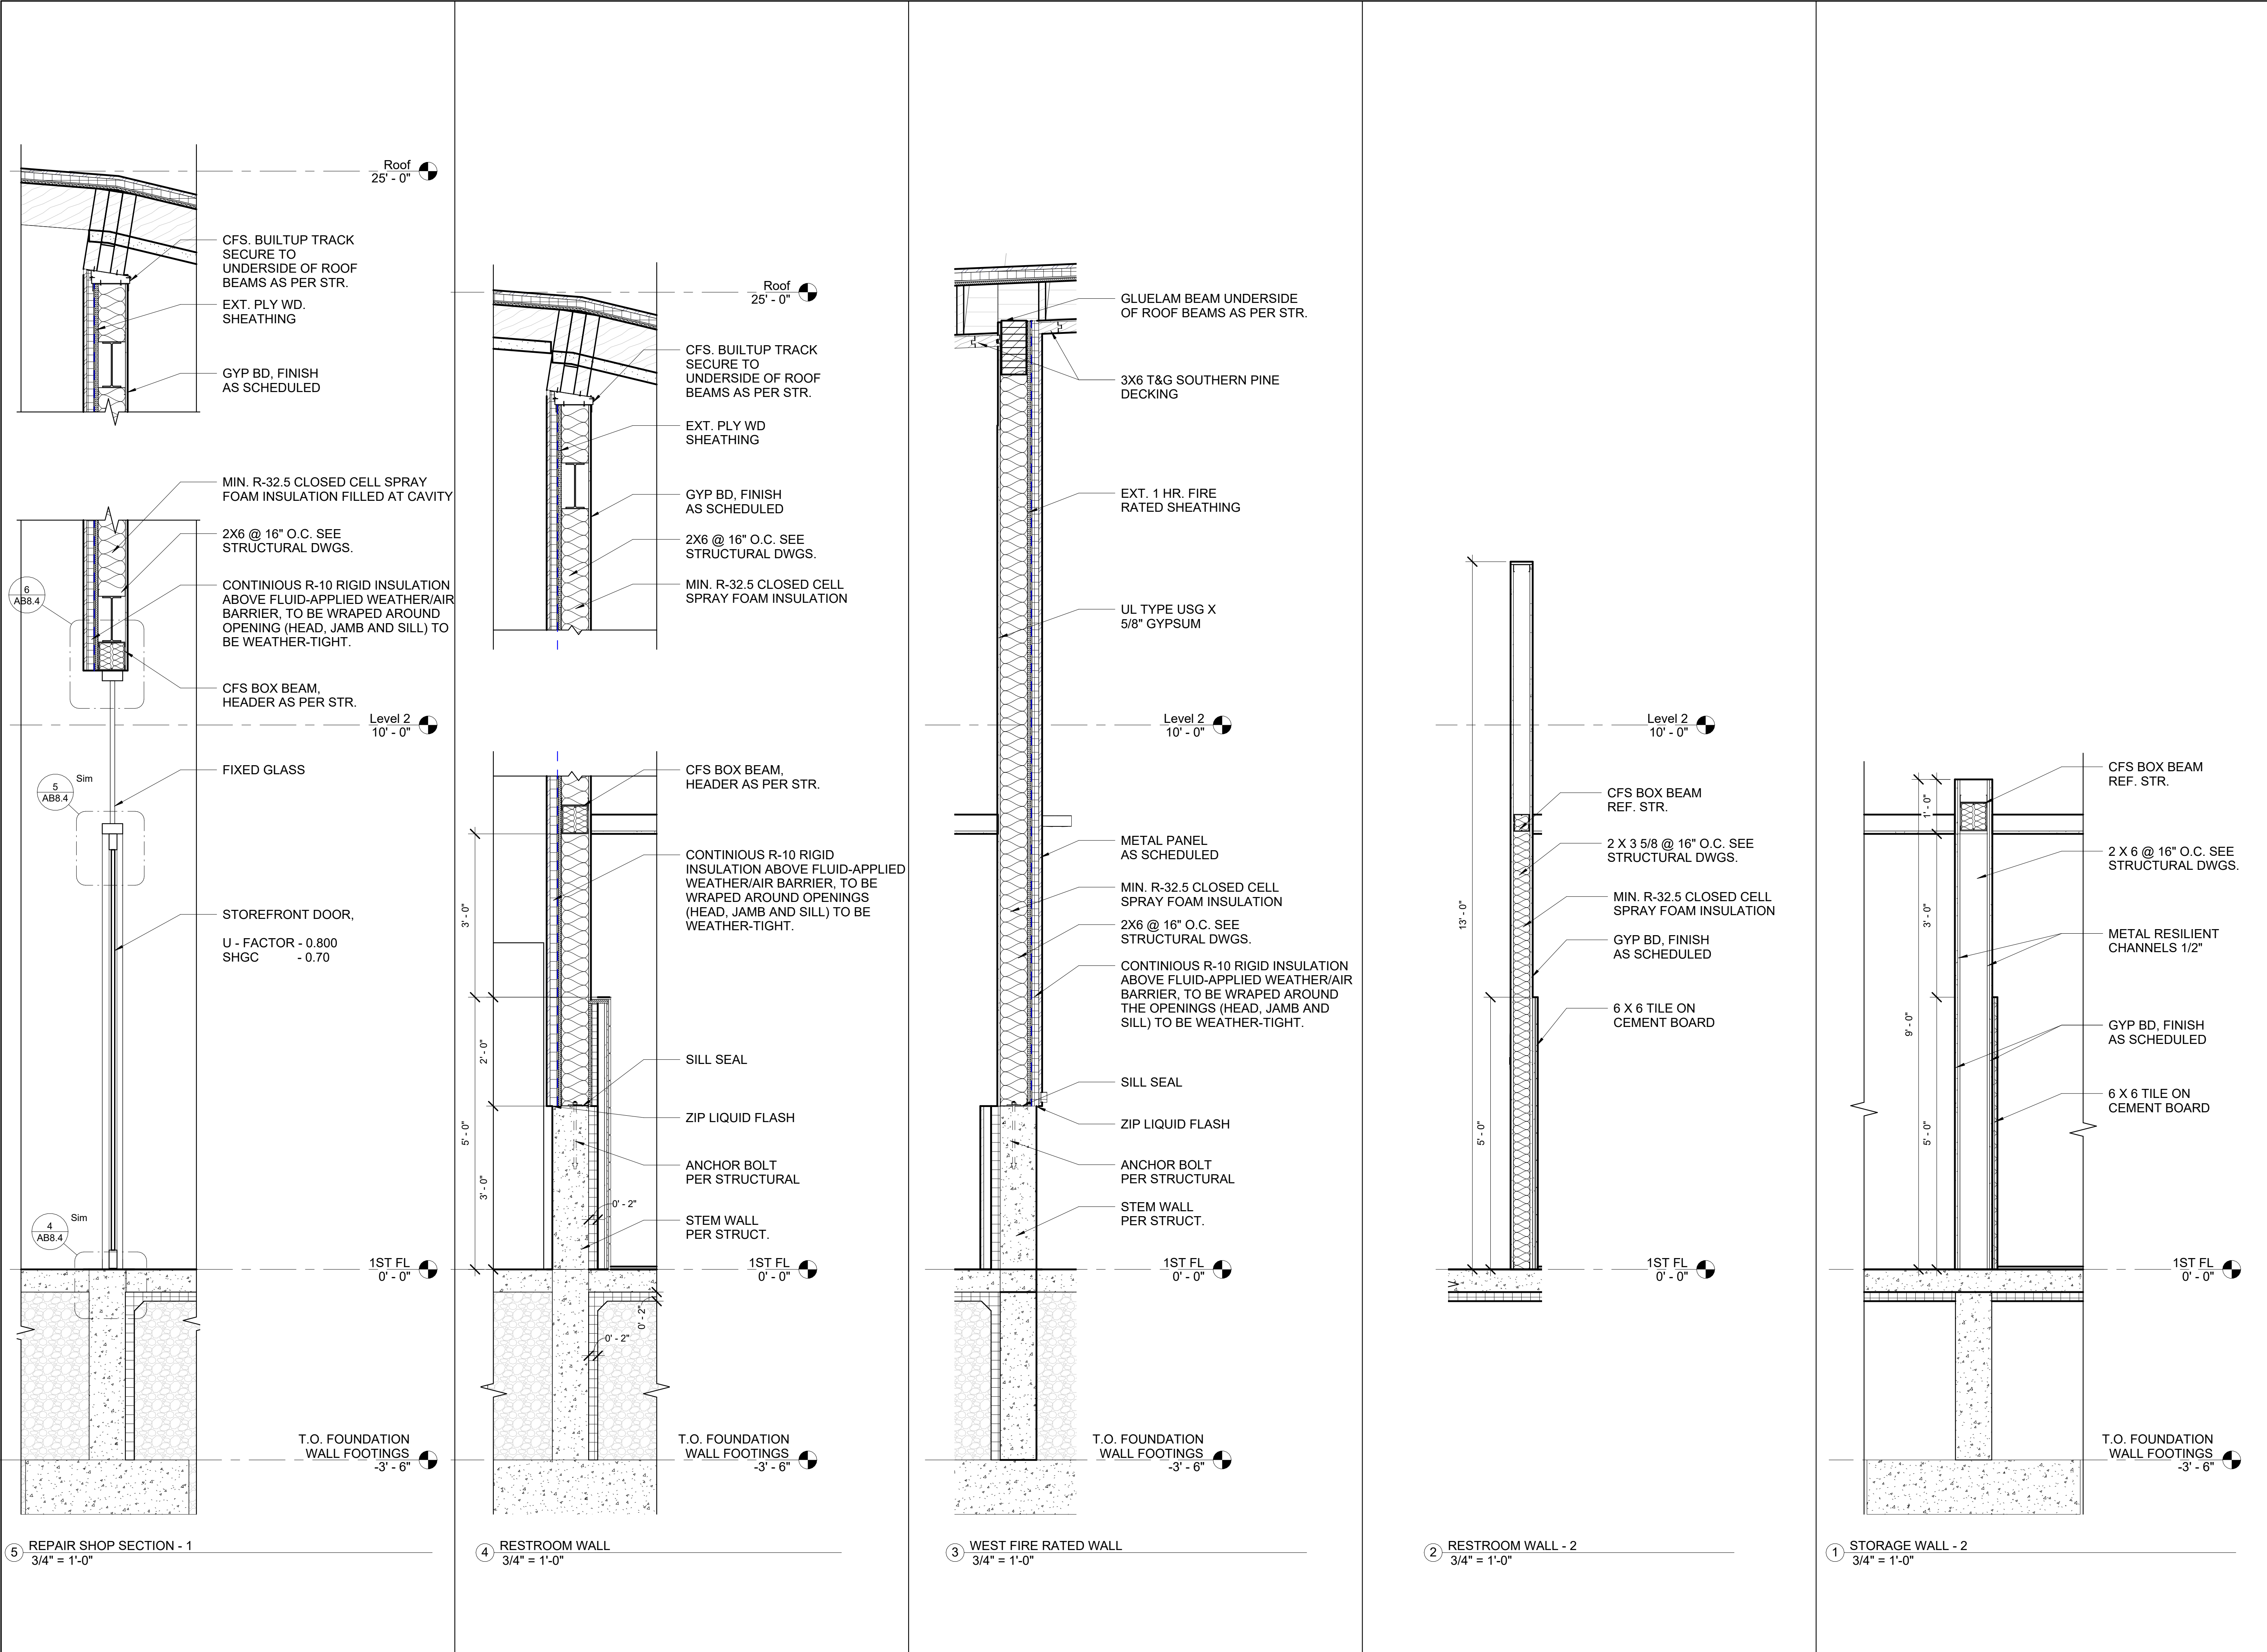 Roof
25' - 0"
CFS. BUILTUP TRACK
SECURE TO
UNDERSIDE OF ROOF
BEAMS AS PER STR.
EXT. PLY WD.
SHEATHING
GYP BD, FINISH
AS SCHEDULED
MIN. R-32.5 CLOSED CELL SPRAY
FOAM INSULATION FILLED AT CAVITY
2X6 @ 16" O.C. SEE
STRUCTURAL DWGS.
6
AB8.4
CONTINIOUS R-10 RIGID INSULATION
ABOVE FLUID-APPLIED WEATHER/AIR
BARRIER, TO BE WRAPED AROUND
OPENING (HEAD, JAMB AND SILL) TO
BE WEATHER-TIGHT.
CFS BOX BEAM,
HEADER AS PER STR.
Level 2
10' - 0"
FIXED GLASS
5
AB8.4
Sim
STOREFRONT DOOR,
U - FACTOR - 0.800
SHGC - 0.70
4
AB8.4
Sim
1ST FL
0' - 0"
T.O. FOUNDATION
WALL FOOTINGS
-3' - 6"
5
REPAIR SHOP SECTION - 1
3/4" = 1'-0"
Roof
25' - 0"
CFS. BUILTUP TRACK
SECURE TO
UNDERSIDE OF ROOF
BEAMS AS PER STR.
EXT. PLY WD
SHEATHING
GYP BD, FINISH
AS SCHEDULED
2X6 @ 16" O.C. SEE
STRUCTURAL DWGS.
MIN. R-32.5 CLOSED CELL
SPRAY FOAM INSULATION
CFS BOX BEAM,
HEADER AS PER STR.
CONTINIOUS R-10 RIGID
INSULATION ABOVE FLUID-APPLIED
WEATHER/AIR BARRIER, TO BE
WRAPED AROUND OPENINGS
(HEAD, JAMB AND SILL) TO BE
WEATHER-TIGHT.
3' - 0"
2' - 0"
5' - 0"
3' - 0"
SILL SEAL
ZIP LIQUID FLASH
ANCHOR BOLT
PER STRUCTURAL
0' - 2"
STEM WALL
PER STRUCT.
1ST FL
0' - 0"
0' - 2"
0' - 2"
T.O. FOUNDATION
WALL FOOTINGS
-3' - 6"
4
RESTROOM WALL
3/4" = 1'-0"
GLUELAM BEAM UNDERSIDE
OF ROOF BEAMS AS PER STR.
3X6 T&G SOUTHERN PINE
DECKING
EXT. 1 HR. FIRE
RATED SHEATHING
UL TYPE USG X
5/8" GYPSUM
Level 2
10' - 0"
METAL PANEL
AS SCHEDULED
MIN. R-32.5 CLOSED CELL
SPRAY FOAM INSULATION
2X6 @ 16" O.C. SEE
STRUCTURAL DWGS.
CONTINIOUS R-10 RIGID INSULATION
ABOVE FLUID-APPLIED WEATHER/AIR
BARRIER, TO BE WRAPED AROUND
THE OPENINGS (HEAD, JAMB AND
SILL) TO BE WEATHER-TIGHT.
SILL SEAL
ZIP LIQUID FLASH
ANCHOR BOLT
PER STRUCTURAL
STEM WALL
PER STRUCT.
1ST FL
0' - 0"
T.O. FOUNDATION
WALL FOOTINGS
-3' - 6"
3
WEST FIRE RATED WALL
3/4" = 1'-0"
Level 2
10' - 0"
CFS BOX BEAM
REF. STR.
2 X 3 5/8 @ 16" O.C. SEE
STRUCTURAL DWGS.
MIN. R-32.5 CLOSED CELL
SPRAY FOAM INSULATION
GYP BD, FINISH
AS SCHEDULED
6 X 6 TILE ON
CEMENT BOARD
13' - 0"
5' - 0"
1ST FL
0' - 0"
2
RESTROOM WALL - 2
3/4" = 1'-0"
CFS BOX BEAM
REF. STR.
2 X 6 @ 16" O.C. SEE
STRUCTURAL DWGS.
METAL RESILIENT
CHANNELS 1/2"
GYP BD, FINISH
AS SCHEDULED
6 X 6 TILE ON
CEMENT BOARD
1' - 0"
3' - 0"
9' - 0"
5' - 0"
1ST FL
0' - 0"
T.O. FOUNDATION
WALL FOOTINGS
-3' - 6"
1
STORAGE WALL - 2
3/4" = 1'-0"